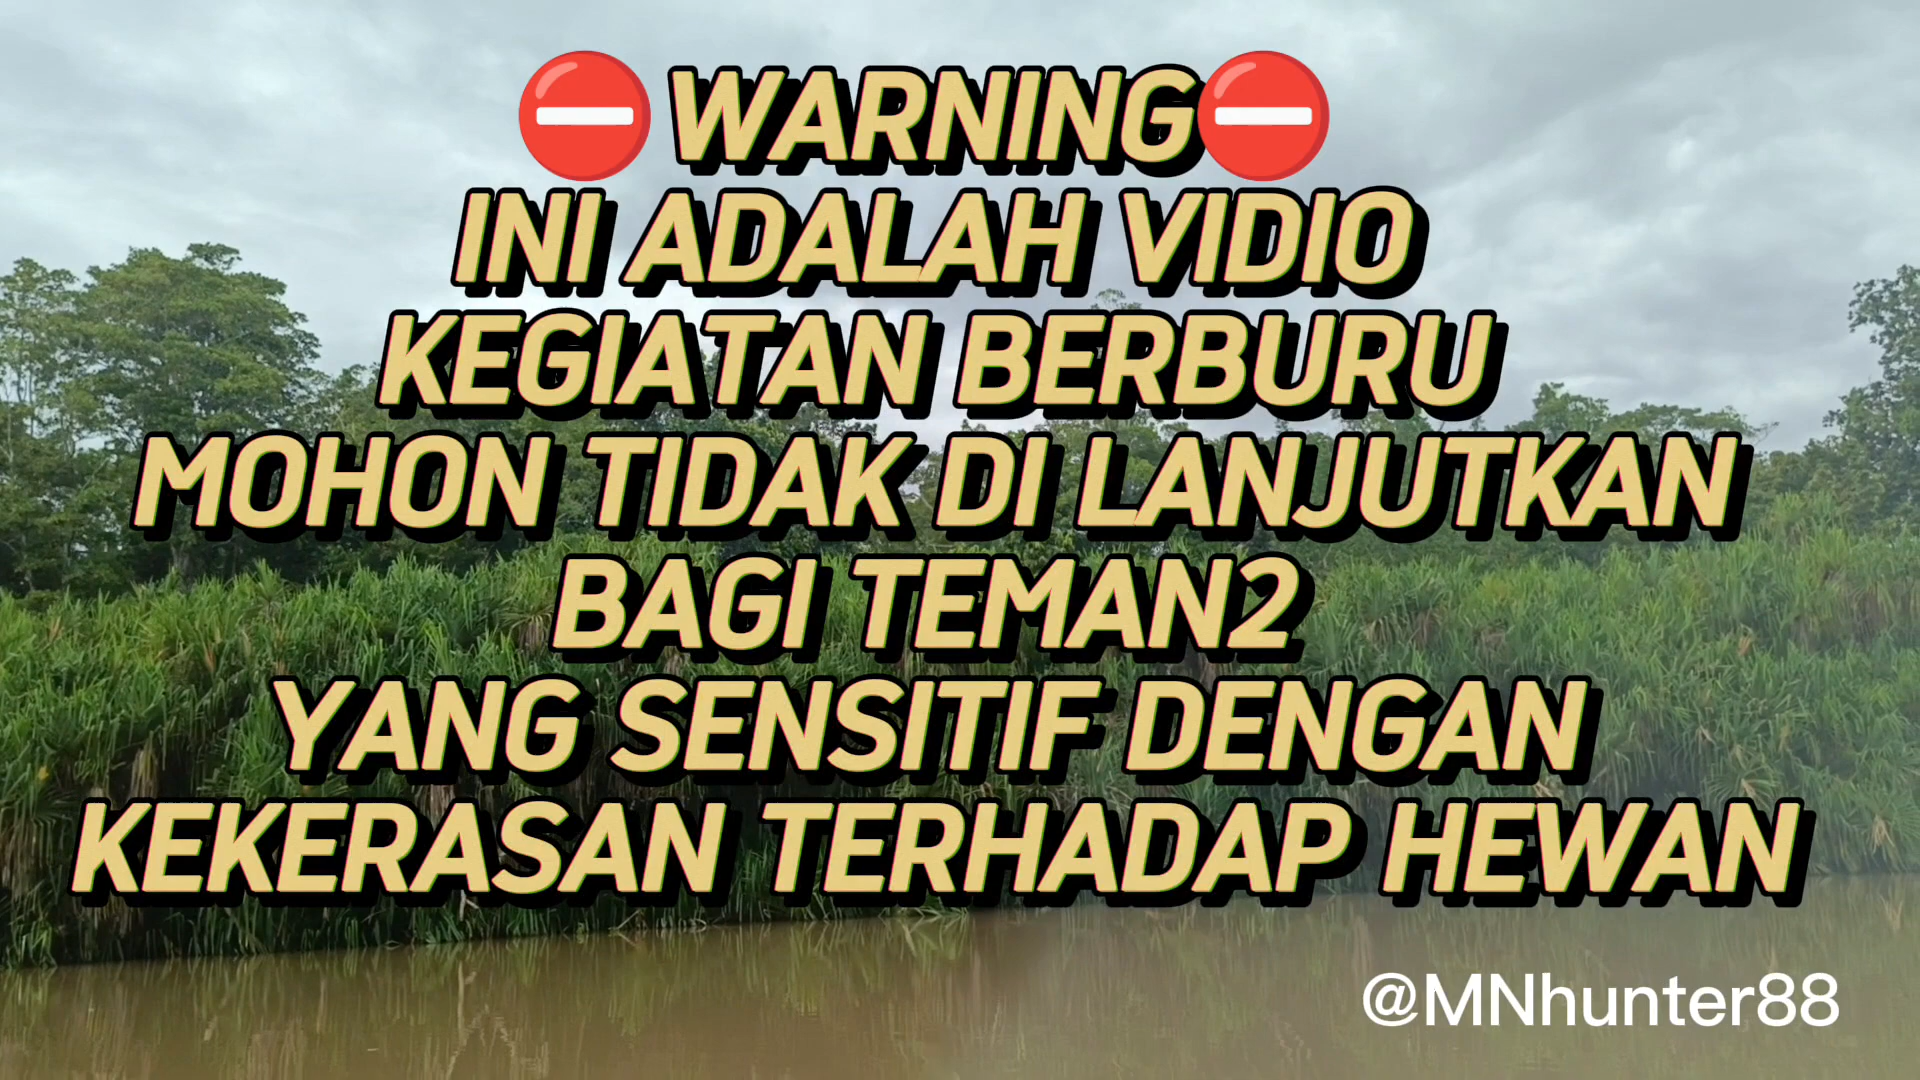 ⛔WARNING⛔
INI ADALAH VIDIO
KEGIATAN BERBURU
MOHON TIDAK DI LANJUTKAN
BAGI TEMAN2
YANG SENSITIF DENGAN
KEKERASAN TERHADAP HEWAN
@MNhunter88